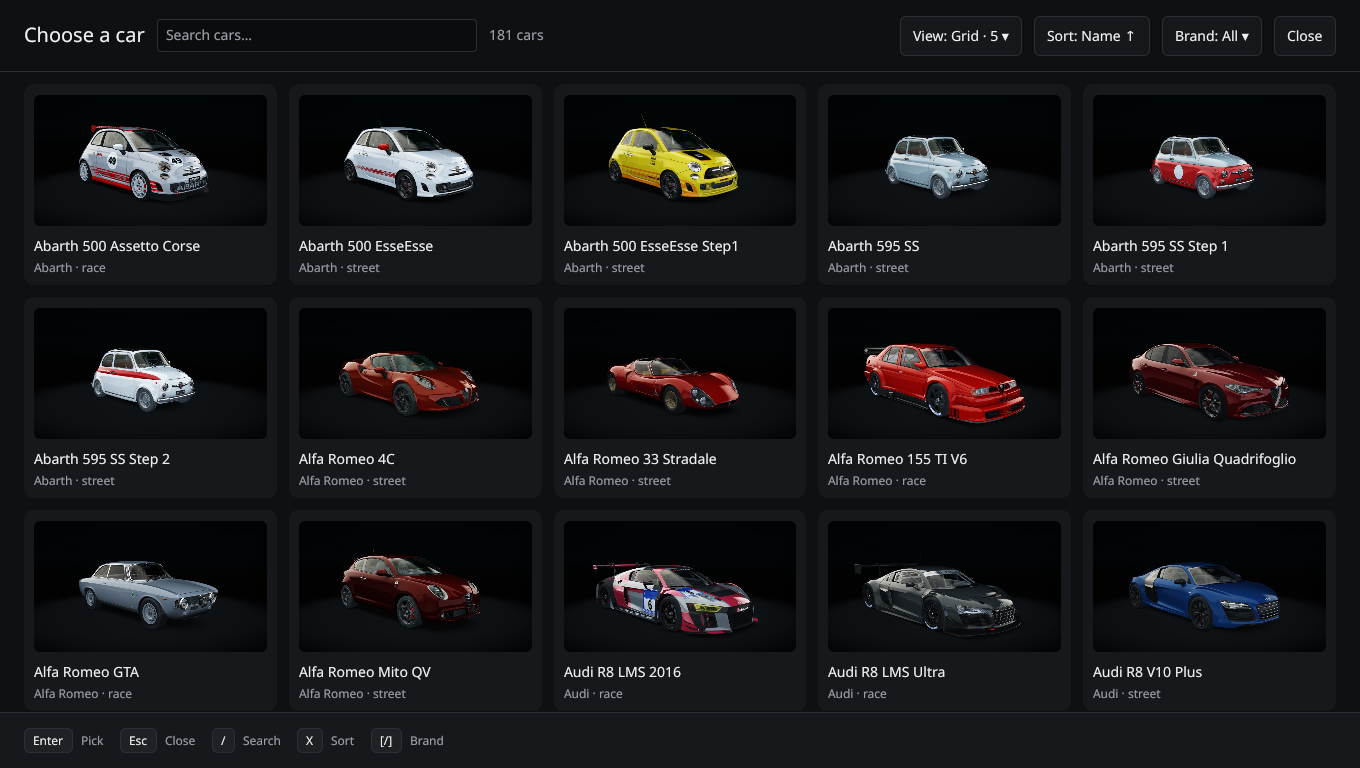 Choose a car
Search cars...
181 cars
View: Grid · 5 ▾
Sort: Name ↑
Brand: All ▾
Close
49
49
Abarth 500 Assetto Corse
Abarth · race
Abarth 500 EsseEsse
Abarth · street
Abarth 500 EsseEsse Step1
Abarth · street
Abarth 595 SS
Abarth · street
Abarth 595 SS Step 1
Abarth · street
Abarth 595 SS Step 2
Abarth · street
Alfa Romeo 4C
Alfa Romeo · street
Alfa Romeo 33 Stradale
Alfa Romeo · street
Alfa Romeo 155 TI V6
Alfa Romeo · race
Alfa Romeo Giulia Quadrifoglio
Alfa Romeo · street
6
Alfa Romeo GTA
Alfa Romeo · race
Alfa Romeo Mito QV
Alfa Romeo · street
Audi R8 LMS 2016
Audi · race
Audi R8 LMS Ultra
Audi · race
Audi R8 V10 Plus
Audi · street
Enter Pick Esc Close / Search X Sort [/] Brand